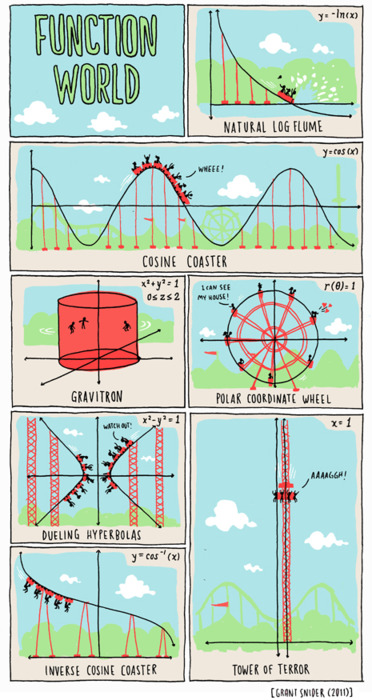 FUNCTION
WORLD
y=-ln(x)
NATURAL LOG FLUME
y=cos(x)
WHEEE!
COSINE COASTER
x²+y²=1
0≤z≤2
GRAVITRON
r(θ)=1
I CAN SEE
MY HOUSE!
POLAR COORDINATE WHEEL
x²-y²=1
WATCH OUT!
DUELING HYPERBOLAS
x=1
AAAAGGH!
TOWER OF TERROR
y=cos⁻¹(x)
INVERSE COSINE COASTER
[GRANT SNIDER (2011)]